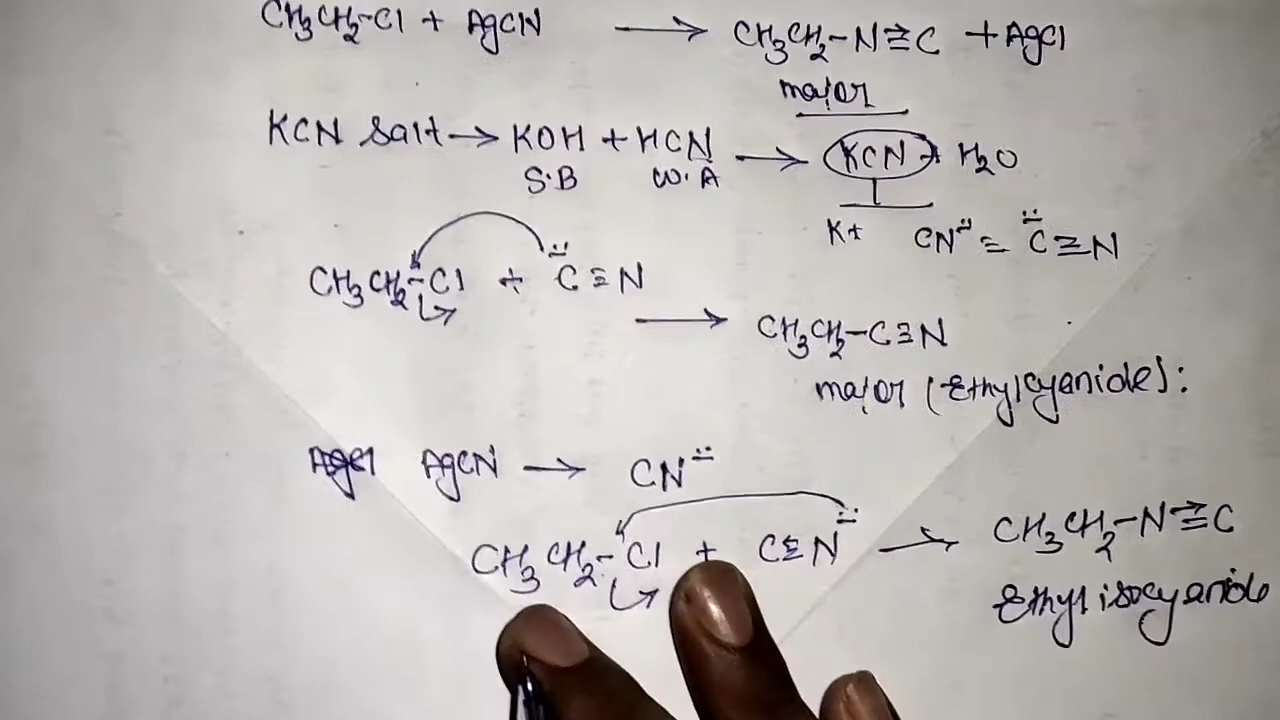 CH₃CH₂-Cl + AgCN → CH₃CH₂-N≡C + AgCl
major
KCN Salt → KOH + HCN → KCN + H₂O
S.B W.A
K+ CN⁻̈ = :C̄≡N
CH₃CH₂-Cl + :C̄≡N
→ CH₃CH₂-C≡N
major (Ethylcyanide):
AgCN → CN⁻̈
CH₃CH₂-Cl + C≡N̈⁻ → CH₃CH₂-N≡C
Ethyl isocyanide